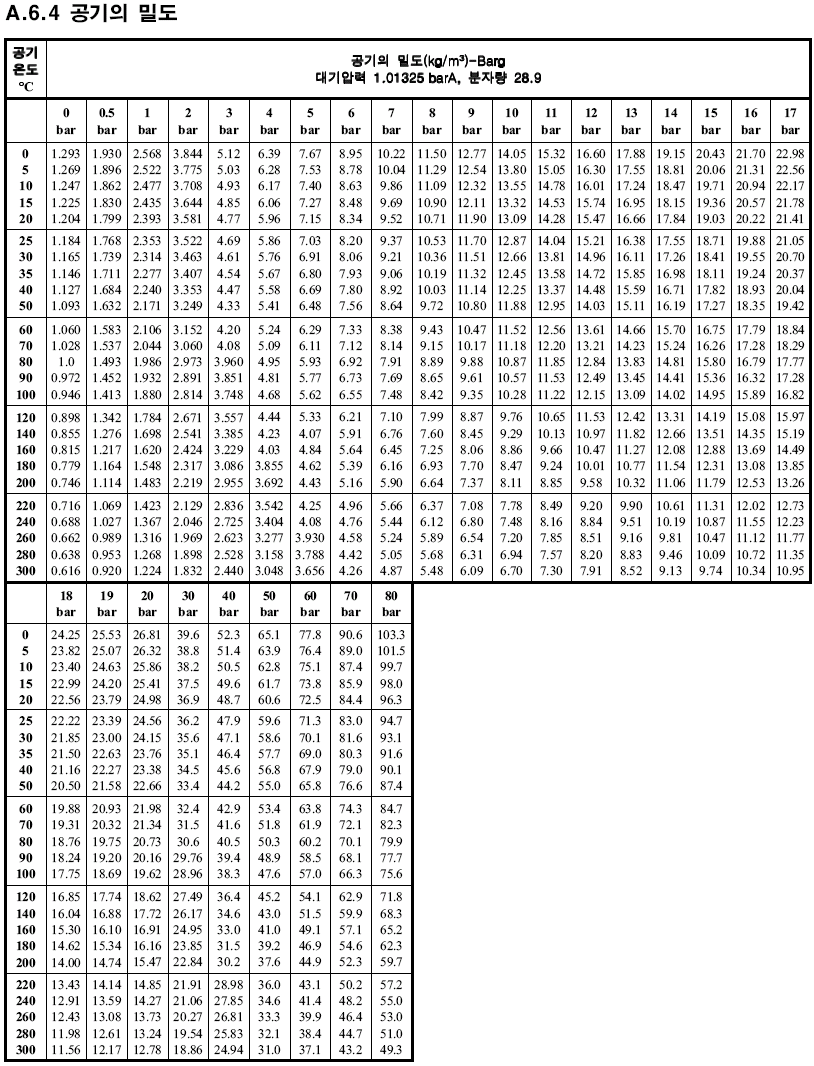 A.6.4 공기의 밀도
공기 온도 °C 공기의 밀도(kg/m³)-Barg
대기압력 1.01325 barA, 분자량 28.9
0 0.5 1 2 3 4 5 6 7 8 9 10 11 12 13 14 15 16 17
bar bar bar bar bar bar bar bar bar bar bar bar bar bar bar bar bar bar bar
0 1.293 1.930 2.568 3.844 5.12 6.39 7.67 8.95 10.22 11.50 12.77 14.05 15.32 16.60 17.88 19.15 20.43 21.70 22.98
5 1.269 1.896 2.522 3.775 5.03 6.28 7.53 8.78 10.04 11.29 12.54 13.80 15.05 16.30 17.55 18.81 20.06 21.31 22.56
10 1.247 1.862 2.477 3.708 4.93 6.17 7.40 8.63 9.86 11.09 12.32 13.55 14.78 16.01 17.24 18.47 19.71 20.94 22.17
15 1.225 1.830 2.435 3.644 4.85 6.06 7.27 8.48 9.69 10.90 12.11 13.32 14.53 15.74 16.95 18.15 19.36 20.57 21.78
20 1.204 1.799 2.393 3.581 4.77 5.96 7.15 8.34 9.52 10.71 11.90 13.09 14.28 15.47 16.66 17.84 19.03 20.22 21.41
25 1.184 1.768 2.353 3.522 4.69 5.86 7.03 8.20 9.37 10.53 11.70 12.87 14.04 15.21 16.38 17.55 18.71 19.88 21.05
30 1.165 1.739 2.314 3.463 4.61 5.76 6.91 8.06 9.21 10.36 11.51 12.66 13.81 14.96 16.11 17.26 18.41 19.55 20.70
35 1.146 1.711 2.277 3.407 4.54 5.67 6.80 7.93 9.06 10.19 11.32 12.45 13.58 14.72 15.85 16.98 18.11 19.24 20.37
40 1.127 1.684 2.240 3.353 4.47 5.58 6.69 7.80 8.92 10.03 11.14 12.25 13.37 14.48 15.59 16.71 17.82 18.93 20.04
50 1.093 1.632 2.171 3.249 4.33 5.41 6.48 7.56 8.64 9.72 10.80 11.88 12.95 14.03 15.11 16.19 17.27 18.35 19.42
60 1.060 1.583 2.106 3.152 4.20 5.24 6.29 7.33 8.38 9.43 10.47 11.52 12.56 13.61 14.66 15.70 16.75 17.79 18.84
70 1.028 1.537 2.044 3.060 4.08 5.09 6.11 7.12 8.14 9.15 10.17 11.18 12.20 13.21 14.23 15.24 16.26 17.28 18.29
80 1.0 1.493 1.986 2.973 3.960 4.95 5.93 6.92 7.91 8.89 9.88 10.87 11.85 12.84 13.83 14.81 15.80 16.79 17.77
90 0.972 1.452 1.932 2.891 3.851 4.81 5.77 6.73 7.69 8.65 9.61 10.57 11.53 12.49 13.45 14.41 15.36 16.32 17.28
100 0.946 1.413 1.880 2.814 3.748 4.68 5.62 6.55 7.48 8.42 9.35 10.28 11.22 12.15 13.09 14.02 14.95 15.89 16.82
120 0.898 1.342 1.784 2.671 3.557 4.44 5.33 6.21 7.10 7.99 8.87 9.76 10.65 11.53 12.42 13.31 14.19 15.08 15.97
140 0.855 1.276 1.698 2.541 3.385 4.23 4.07 5.91 6.76 7.60 8.45 9.29 10.13 10.97 11.82 12.66 13.51 14.35 15.19
160 0.815 1.217 1.620 2.424 3.229 4.03 4.84 5.64 6.45 7.25 8.06 8.86 9.66 10.47 11.27 12.08 12.88 13.69 14.49
180 0.779 1.164 1.548 2.317 3.086 3.855 4.62 5.39 6.16 6.93 7.70 8.47 9.24 10.01 10.77 11.54 12.31 13.08 13.85
200 0.746 1.114 1.483 2.219 2.955 3.692 4.43 5.16 5.90 6.64 7.37 8.11 8.85 9.58 10.32 11.06 11.79 12.53 13.26
220 0.716 1.069 1.423 2.129 2.836 3.542 4.25 4.96 5.66 6.37 7.08 7.78 8.49 9.20 9.90 10.61 11.31 12.02 12.73
240 0.688 1.027 1.367 2.046 2.725 3.404 4.08 4.76 5.44 6.12 6.80 7.48 8.16 8.84 9.51 10.19 10.87 11.55 12.23
260 0.662 0.989 1.316 1.969 2.623 3.277 3.930 4.58 5.24 5.89 6.54 7.20 7.85 8.51 9.16 9.81 10.47 11.12 11.77
280 0.638 0.953 1.268 1.898 2.528 3.158 3.788 4.42 5.05 5.68 6.31 6.94 7.57 8.20 8.83 9.46 10.09 10.72 11.35
300 0.616 0.920 1.224 1.832 2.440 3.048 3.656 4.26 4.87 5.48 6.09 6.70 7.30 7.91 8.52 9.13 9.74 10.34 10.95
18 19 20 30 40 50 60 70 80
bar bar bar bar bar bar bar bar bar
0 24.25 25.53 26.81 39.6 52.3 65.1 77.8 90.6 103.3
5 23.82 25.07 26.32 38.8 51.4 63.9 76.4 89.0 101.5
10 23.40 24.63 25.86 38.2 50.5 62.8 75.1 87.4 99.7
15 22.99 24.20 25.41 37.5 49.6 61.7 73.8 85.9 98.0
20 22.56 23.79 24.98 36.9 48.7 60.6 72.5 84.4 96.3
25 22.22 23.39 24.56 36.2 47.9 59.6 71.3 83.0 94.7
30 21.85 23.00 24.15 35.6 47.1 58.6 70.1 81.6 93.1
35 21.50 22.63 23.76 35.1 46.4 57.7 69.0 80.3 91.6
40 21.16 22.27 23.38 34.5 45.6 56.8 67.9 79.0 90.1
50 20.50 21.58 22.66 33.4 44.2 55.0 65.8 76.6 87.4
60 19.88 20.93 21.98 32.4 42.9 53.4 63.8 74.3 84.7
70 19.31 20.32 21.34 31.5 41.6 51.8 61.9 72.1 82.3
80 18.76 19.75 20.73 30.6 40.5 50.3 60.2 70.1 79.9
90 18.24 19.20 20.16 29.76 39.4 48.9 58.5 68.1 77.7
100 17.75 18.69 19.62 28.96 38.3 47.6 57.0 66.3 75.6
120 16.85 17.74 18.62 27.49 36.4 45.2 54.1 62.9 71.8
140 16.04 16.88 17.72 26.17 34.6 43.0 51.5 59.9 68.3
160 15.30 16.10 16.91 24.95 33.0 41.0 49.1 57.1 65.2
180 14.62 15.34 16.16 23.85 31.5 39.2 46.9 54.6 62.3
200 14.00 14.74 15.47 22.84 30.2 37.6 44.9 52.3 59.7
220 13.43 14.14 14.85 21.91 28.98 36.0 43.1 50.2 57.2
240 12.91 13.59 14.27 21.06 27.85 34.6 41.4 48.2 55.0
260 12.43 13.08 13.73 20.27 26.81 33.3 39.9 46.4 53.0
280 11.98 12.61 13.24 19.54 25.83 32.1 38.4 44.7 51.0
300 11.56 12.17 12.78 18.86 24.94 31.0 37.1 43.2 49.3